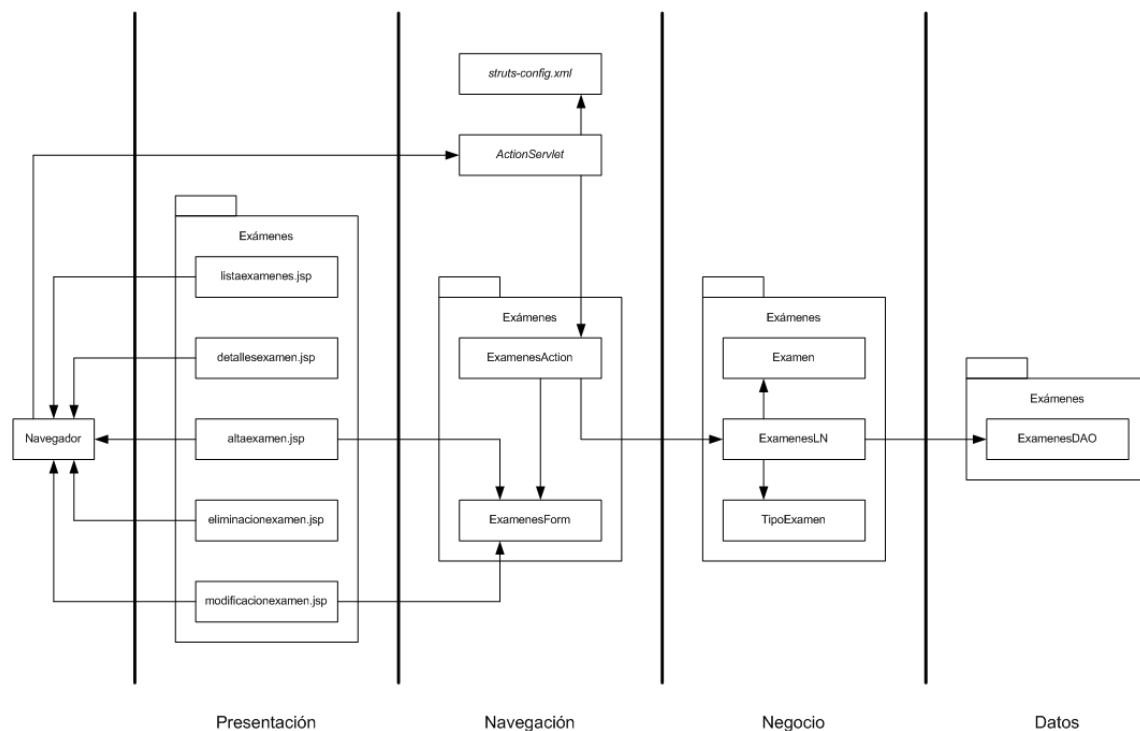 struts-config.xml
ActionServlet
Exámenes
listaexamenes.jsp
detallesexamen.jsp
altaexamen.jsp
eliminacionexamen.jsp
modificacionexamen.jsp
Navegador
Exámenes
ExamenesAction
ExamenesForm
Exámenes
Examen
ExamenesLN
TipoExamen
Exámenes
ExamenesDAO
Presentación
Navegación
Negocio
Datos